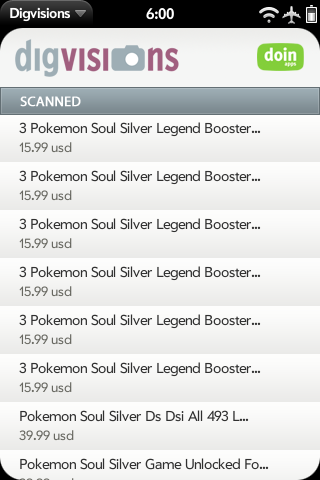 Digvisions
6:00
digvisions
doin
apps
SCANNED
3 Pokemon Soul Silver Legend Booster...
15.99 usd
3 Pokemon Soul Silver Legend Booster...
15.99 usd
3 Pokemon Soul Silver Legend Booster...
15.99 usd
3 Pokemon Soul Silver Legend Booster...
15.99 usd
3 Pokemon Soul Silver Legend Booster...
15.99 usd
3 Pokemon Soul Silver Legend Booster...
15.99 usd
Pokemon Soul Silver Ds Dsi All 493 L...
39.99 usd
Pokemon Soul Silver Game Unlocked Fo...